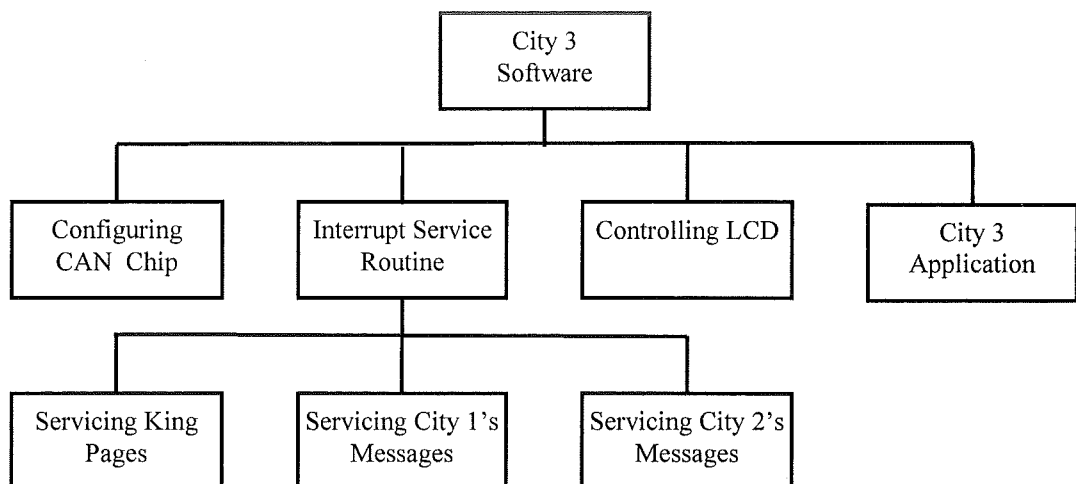 City 3
Software
Configuring
CAN Chip
Interrupt Service
Routine
Controlling LCD
City 3
Application
Servicing King
Pages
Servicing City 1's
Messages
Servicing City 2's
Messages